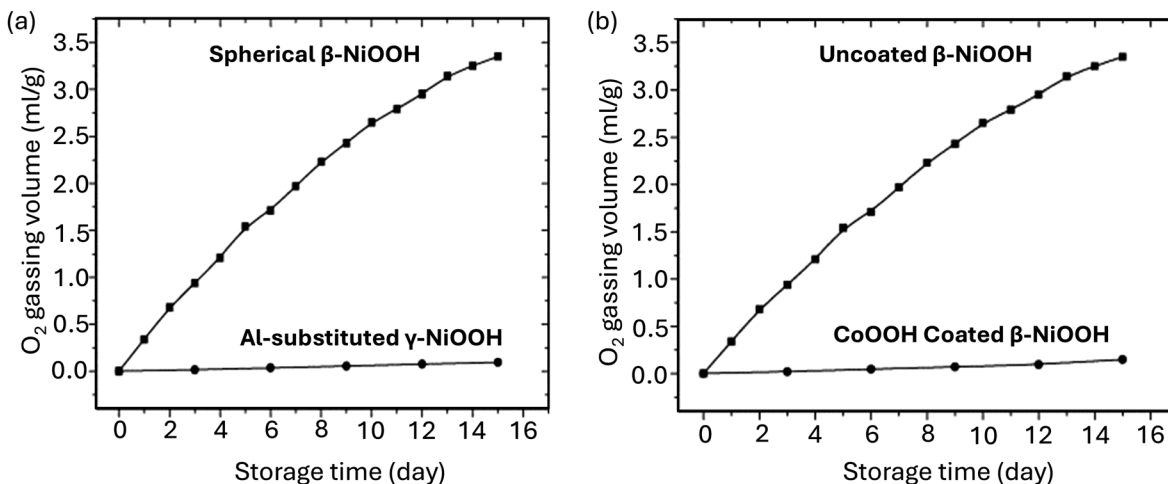 (a)
O₂ gassing volume (ml/g)
3.5
3.0
2.5
2.0
1.5
1.0
0.5
0.0
Spherical β-NiOOH
Al-substituted γ-NiOOH
0 2 4 6 8 10 12 14 16
Storage time (day)
(b)
O₂ gassing volume (ml/g)
3.5
3.0
2.5
2.0
1.5
1.0
0.5
0.0
Uncoated β-NiOOH
CoOOH Coated β-NiOOH
0 2 4 6 8 10 12 14 16
Storage time (day)